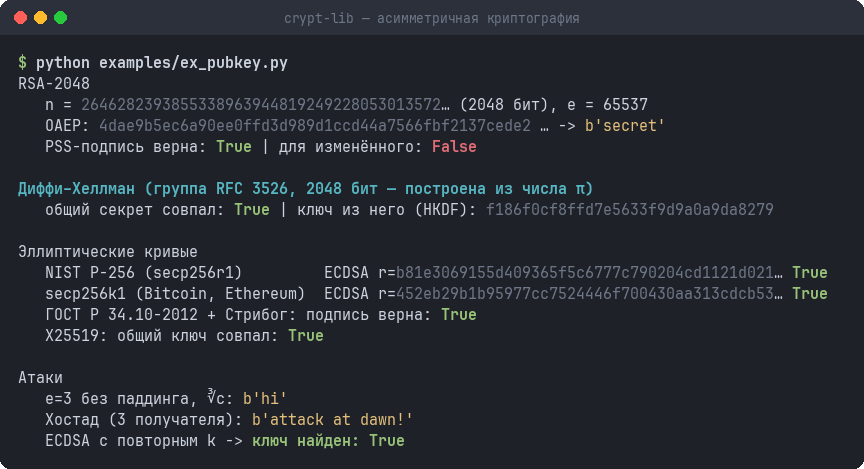 crypt-lib — асимметричная криптография
$ python examples/ex_pubkey.py
RSA-2048
n = 264628239385533896394481924922805301357​2… (2048 бит), e = 65537
OAEP: 4dae9b5ec6a90ee0ffd3d989d1ccd44a7566fbf2137cede2 … -> b'secret'
PSS-подпись верна: True | для изменённого: False
Диффи-Хеллман (группа RFC 3526, 2048 бит — построена из числа π)
общий секрет совпал: True | ключ из него (HKDF): f186f0cf8ffd7e5633f9d9a0a9da8279
Эллиптические кривые
NIST P-256 (secp256r1) ECDSA r=b81e3069155d409365f5c6777c790204cd1121d021… True
secp256k1 (Bitcoin, Ethereum) ECDSA r=452eb29b1b95977cc7524446f700430aa313cdcb53… True
ГОСТ Р 34.10-2012 + Стрибог: подпись верна: True
X25519: общий ключ совпал: True
Атаки
e=3 без паддинга, ∛c: b'hi'
Хостад (3 получателя): b'attack at dawn!'
ECDSA с повторным k -> ключ найден: True